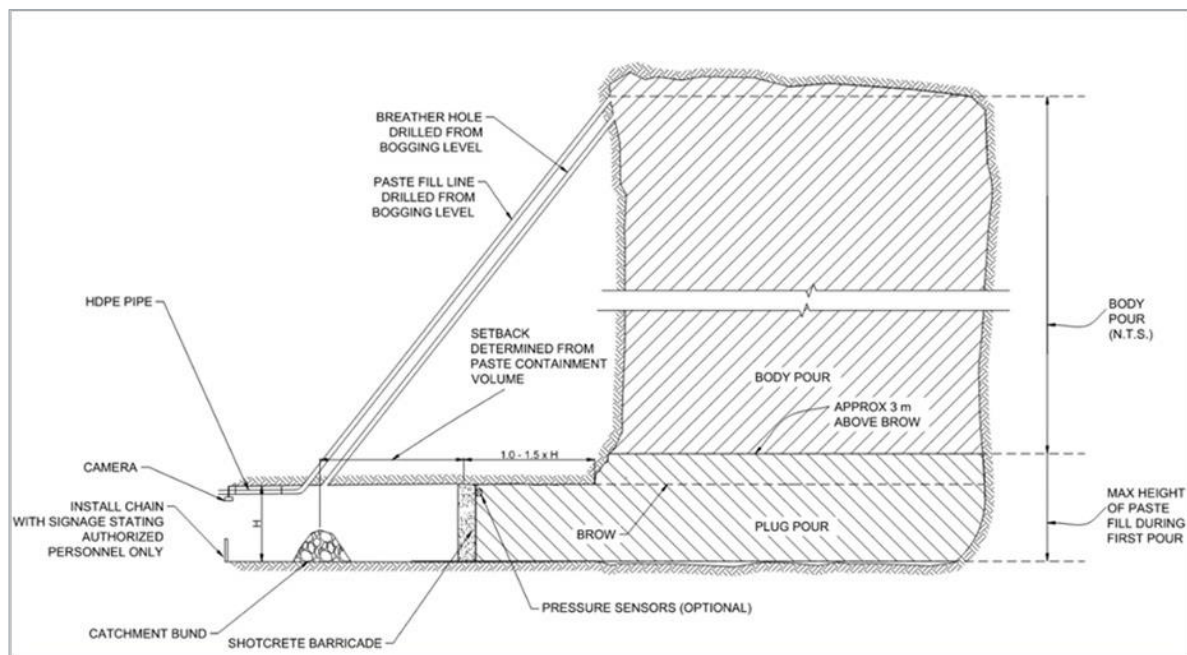 BREATHER HOLE
DRILLED FROM
BOGGING LEVEL
PASTE FILL LINE
DRILLED FROM
BOGGING LEVEL
HDPE PIPE
SETBACK
DETERMINED FROM
PASTE CONTAINMENT
VOLUME
BODY
POUR
(N.T.S.)
BODY POUR
APPROX 3 m
ABOVE BROW
1.0 - 1.5 x H
CAMERA
INSTALL CHAIN
WITH SIGNAGE STATING
AUTHORIZED
PERSONNEL ONLY
H
BROW
PLUG POUR
MAX HEIGHT
OF PASTE
FILL DURING
FIRST POUR
PRESSURE SENSORS (OPTIONAL)
CATCHMENT BUND
SHOTCRETE BARRICADE